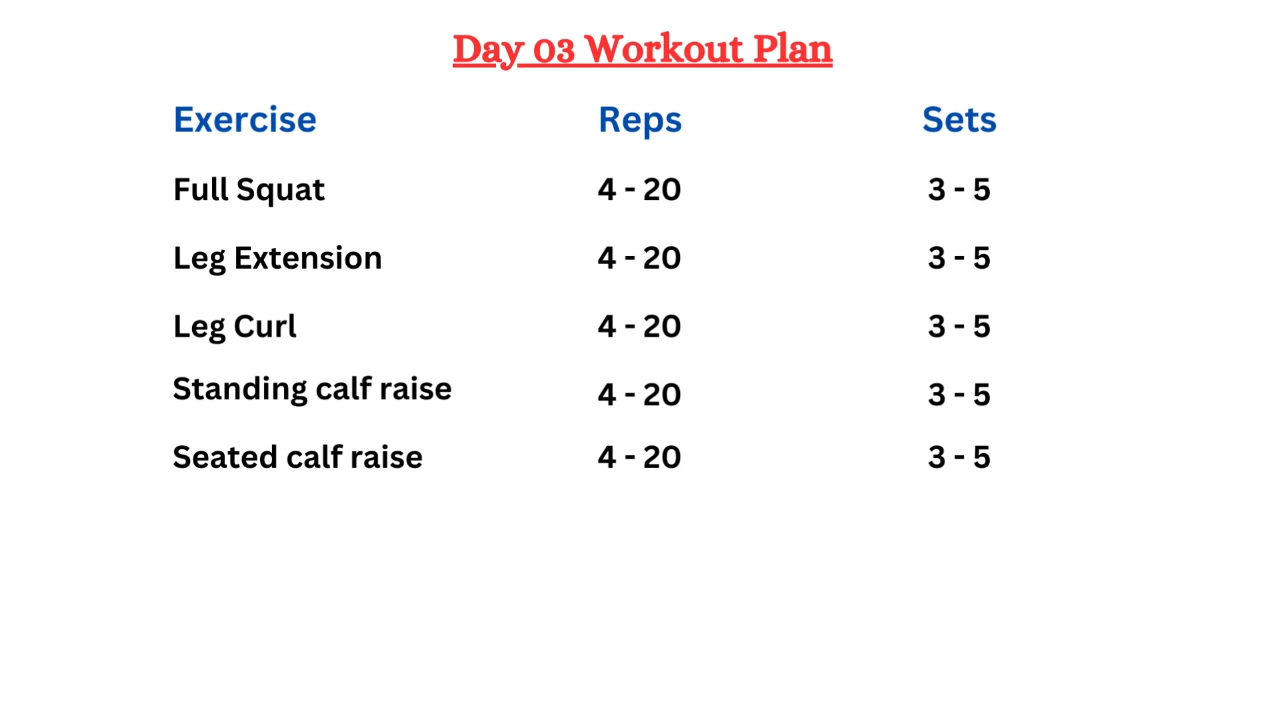 Day 03 Workout Plan
Exercise Reps Sets
Full Squat 4 - 20 3 - 5
Leg Extension 4 - 20 3 - 5
Leg Curl 4 - 20 3 - 5
Standing calf raise 4 - 20 3 - 5
Seated calf raise 4 - 20 3 - 5